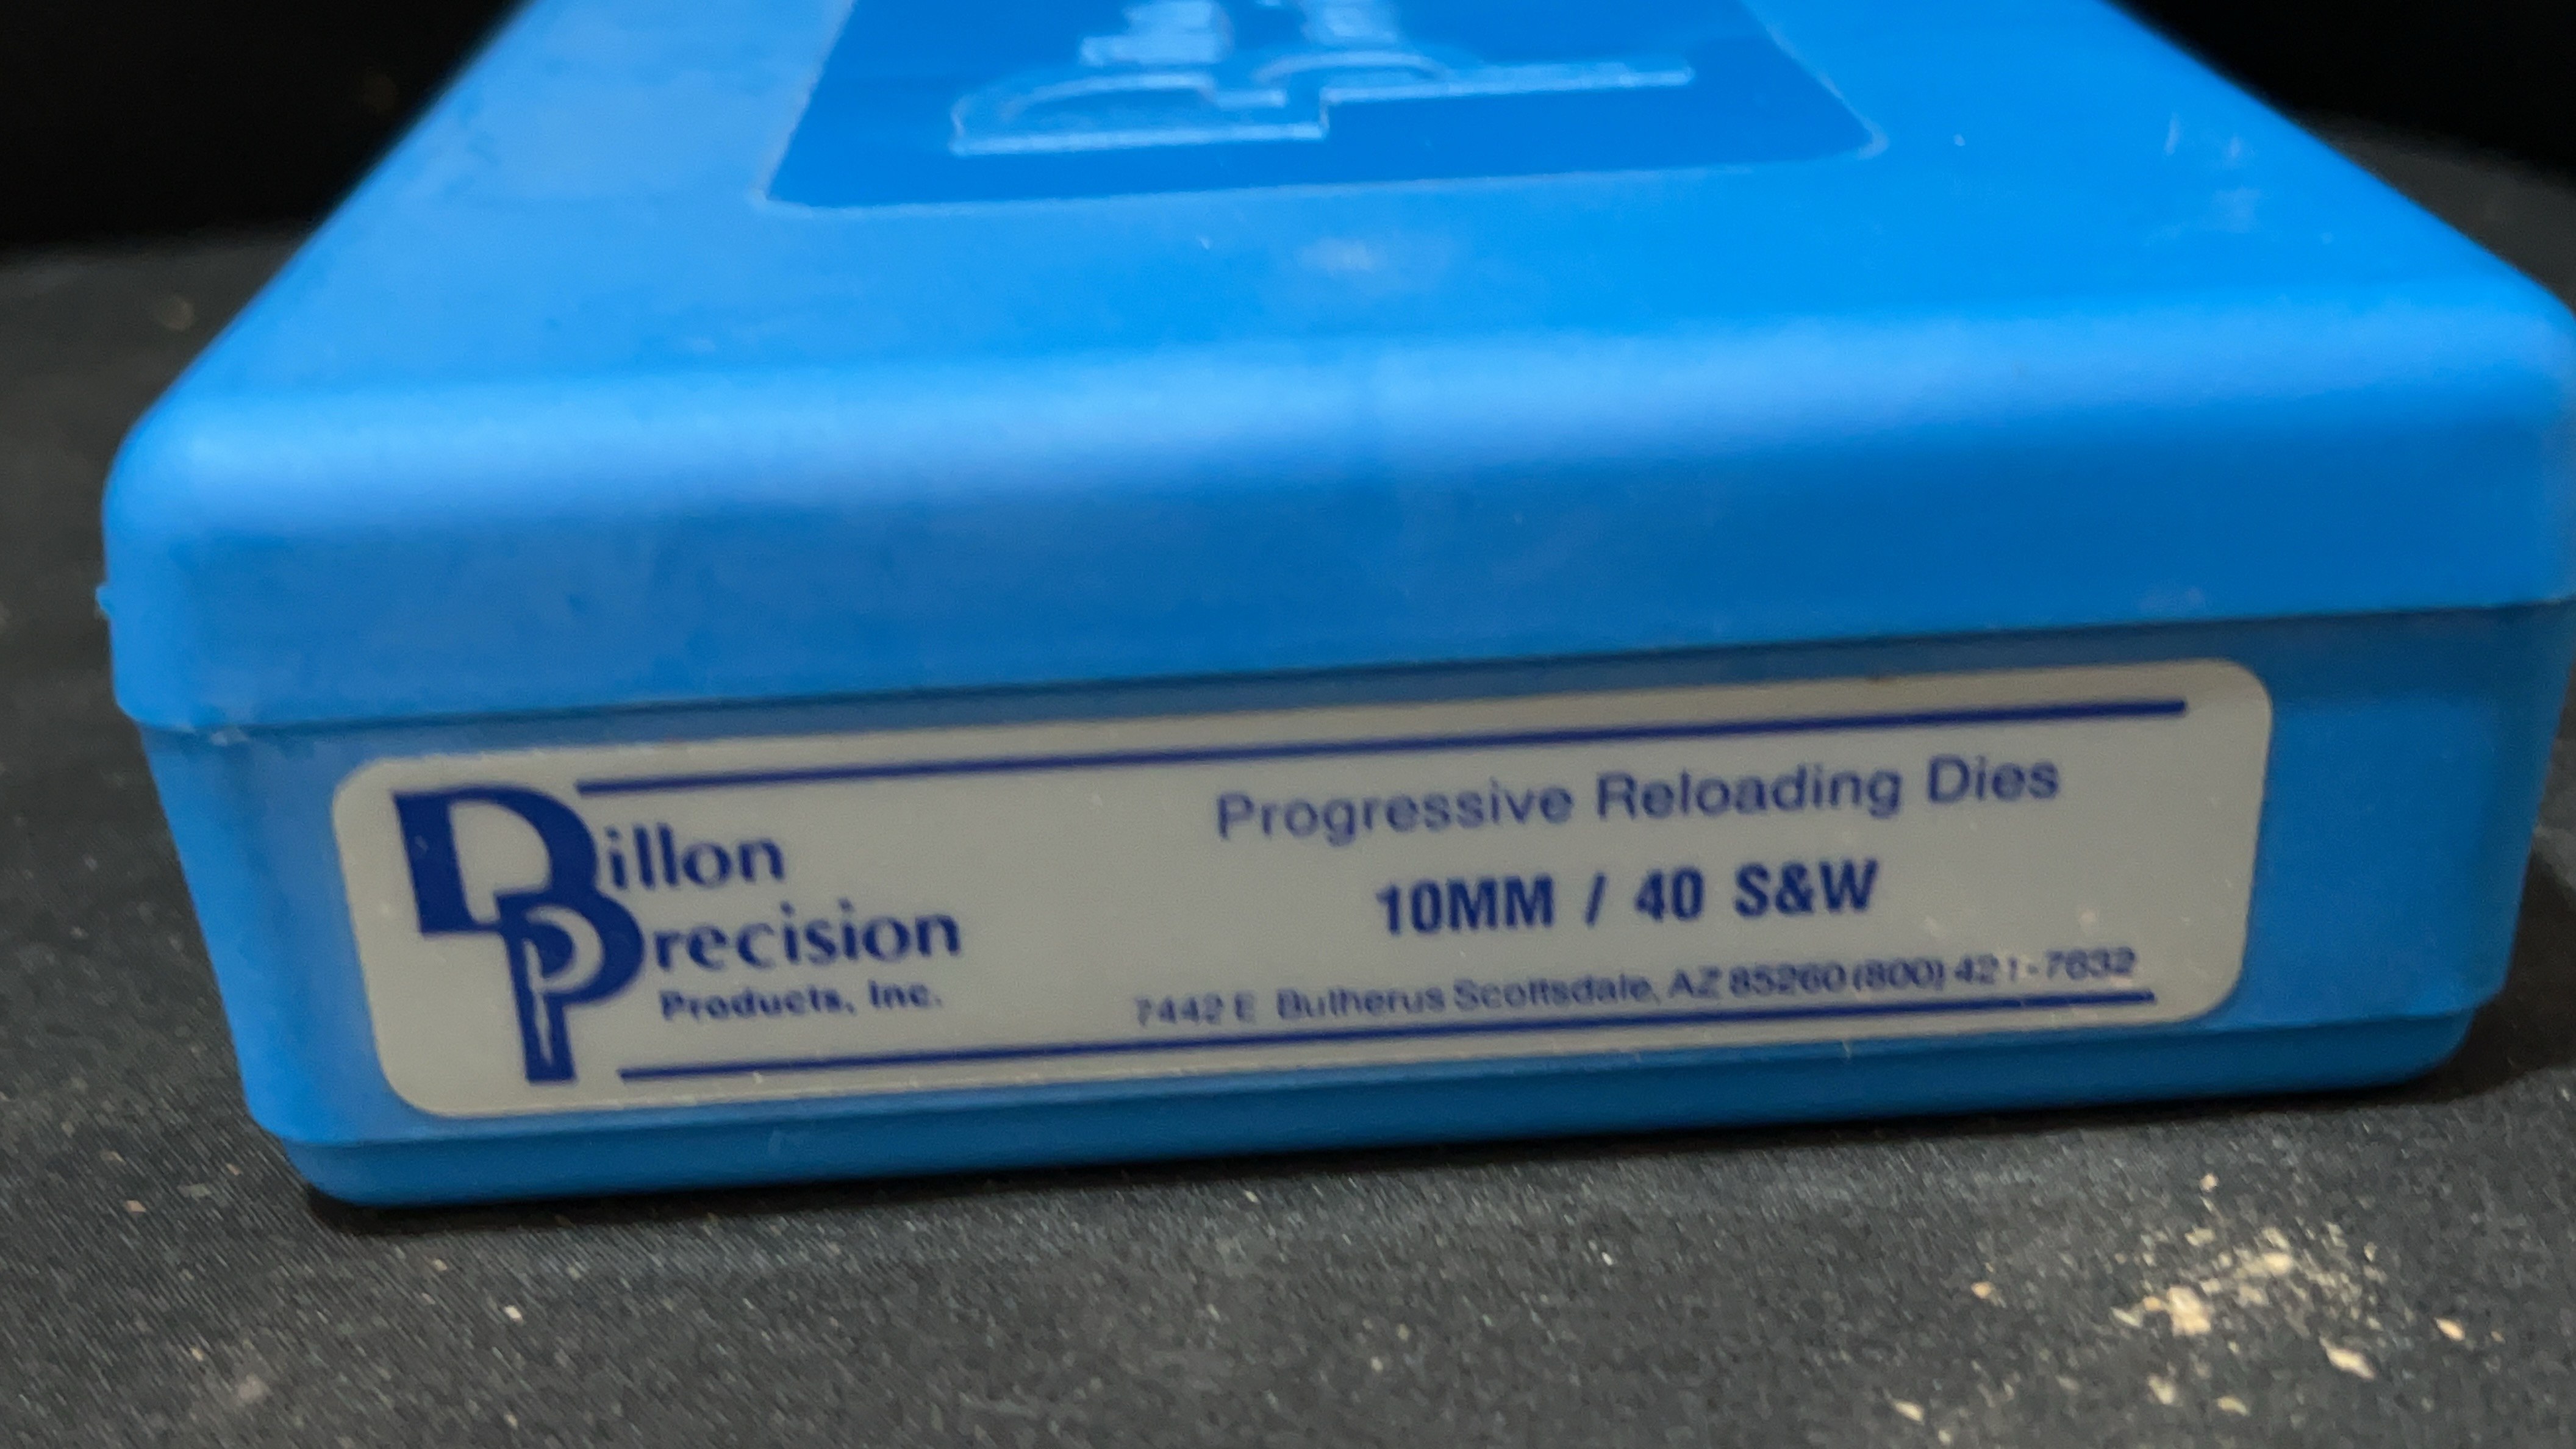 Dillon
Precision
Products, Inc.
Progressive Reloading Dies
10MM / 40 S&W
7442 E Butherus Scottsdale, AZ 85260 (800) 421-7632